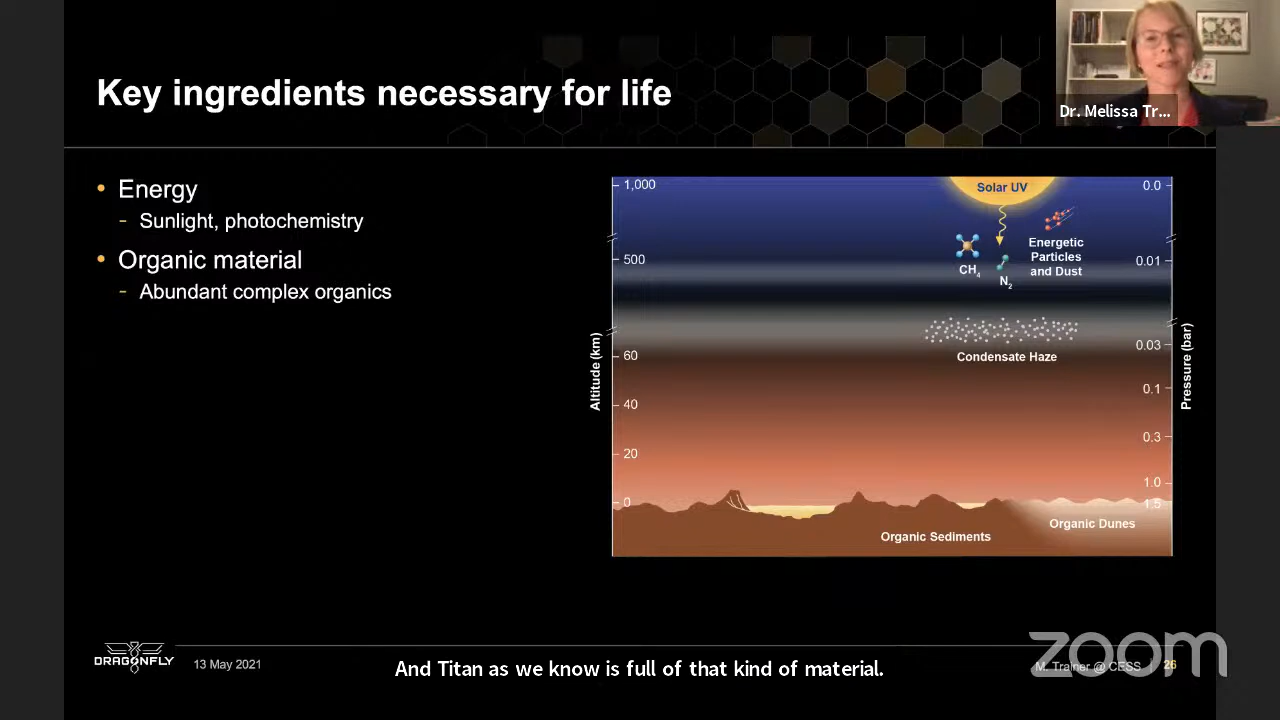 Key ingredients necessary for life
Dr. Melissa Tr...
• Energy
- Sunlight, photochemistry
• Organic material
- Abundant complex organics
Altitude (km)
1,000
500
60
40
20
0
Solar UV
CH₄
N₂
Energetic
Particles
and Dust
Condensate Haze
Organic Sediments
Organic Dunes
0.0
0.01
0.03
0.1
0.3
1.0
1.5
Pressure (bar)
DRAGONFLY
13 May 2021
And Titan as we know is full of that kind of material.
M. Trainer @ CESS | 26
zoom